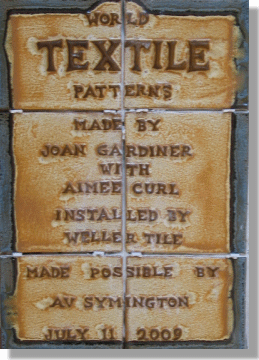 WORLD
TEXTILE
PATTERNS
MADE BY
JOAN GARDINER
WITH
AIMEE CURL
INSTALLED BY
WELLER TILE
MADE POSSIBLE BY
AV SYMINGTON
JULY 11 2009